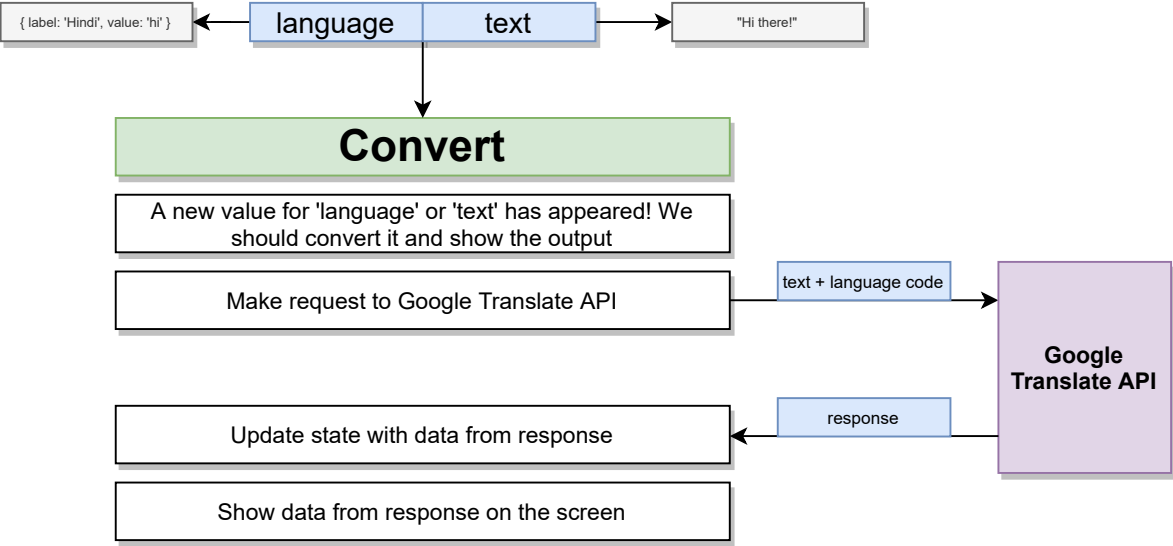 { label: 'Hindi', value: 'hi' }
language
text
"Hi there!"
Convert
A new value for 'language' or 'text' has appeared! We
should convert it and show the output
Make request to Google Translate API
text + language code
Google
Translate API
Update state with data from response
response
Show data from response on the screen